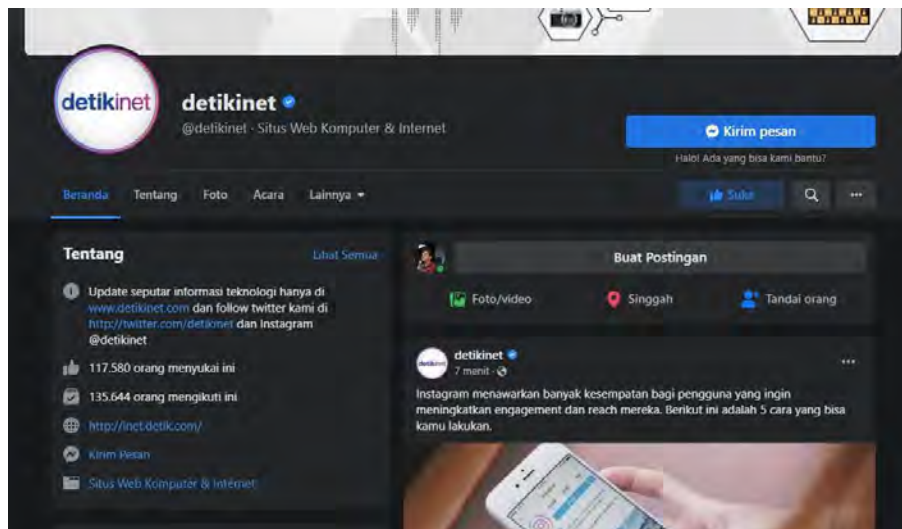 detikinet
detikinet
@detikinet · Situs Web Komputer & Internet
Kirim pesan
Halo! Ada yang bisa kami bantu?
Beranda Tentang Foto Acara Lainnya
Suka
Tentang
Lihat Semua
Update seputar informasi teknologi hanya di
www.detikinet.com dan follow twitter kami di
http://twitter.com/detikinet dan Instagram
@detikinet
117.580 orang menyukai ini
135.644 orang mengikuti ini
http://inet.detik.com/
Kirim Pesan
Situs Web Komputer & Internet
Buat Postingan
Foto/video Singgah Tandai orang
detikinet
detikinet
7 menit ·
Instagram menawarkan banyak kesempatan bagi pengguna yang ingin
meningkatkan engagement dan reach mereka. Berikut ini adalah 5 cara yang bisa
kamu lakukan.